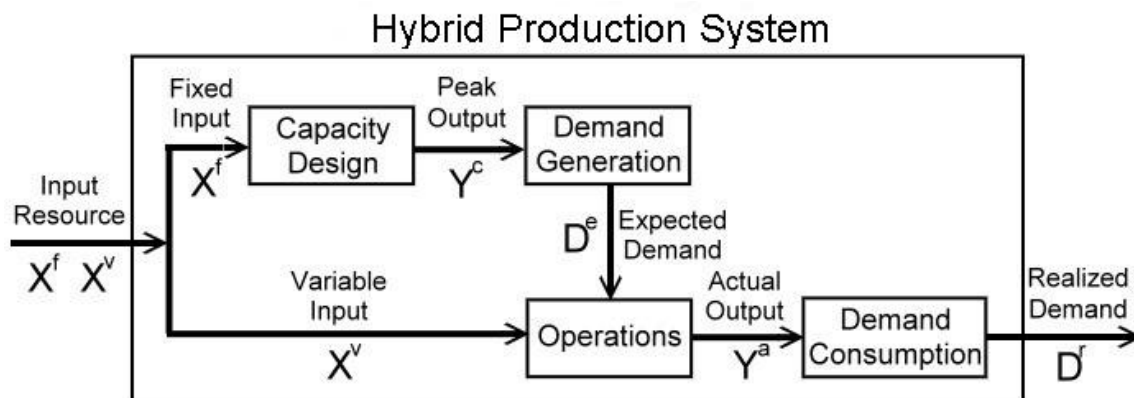 Hybrid Production System
Fixed
Input
X^f
Capacity
Design
Peak
Output
Y^c
Demand
Generation
Input
Resource
X^f X^v
D^e
Expected
Demand
Variable
Input
X^v
Operations
Actual
Output
Y^a
Demand
Consumption
Realized
Demand
D^r